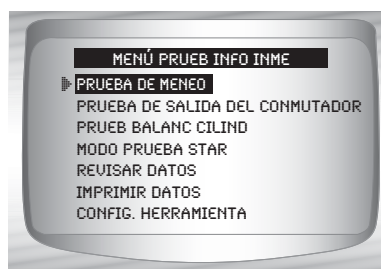 MENÚ PRUEB INFO INME
PRUEBA DE MENEO
PRUEBA DE SALIDA DEL CONMUTADOR
PRUEB BALANC CILIND
MODO PRUEBA STAR
REVISAR DATOS
IMPRIMIR DATOS
CONFIG. HERRAMIENTA